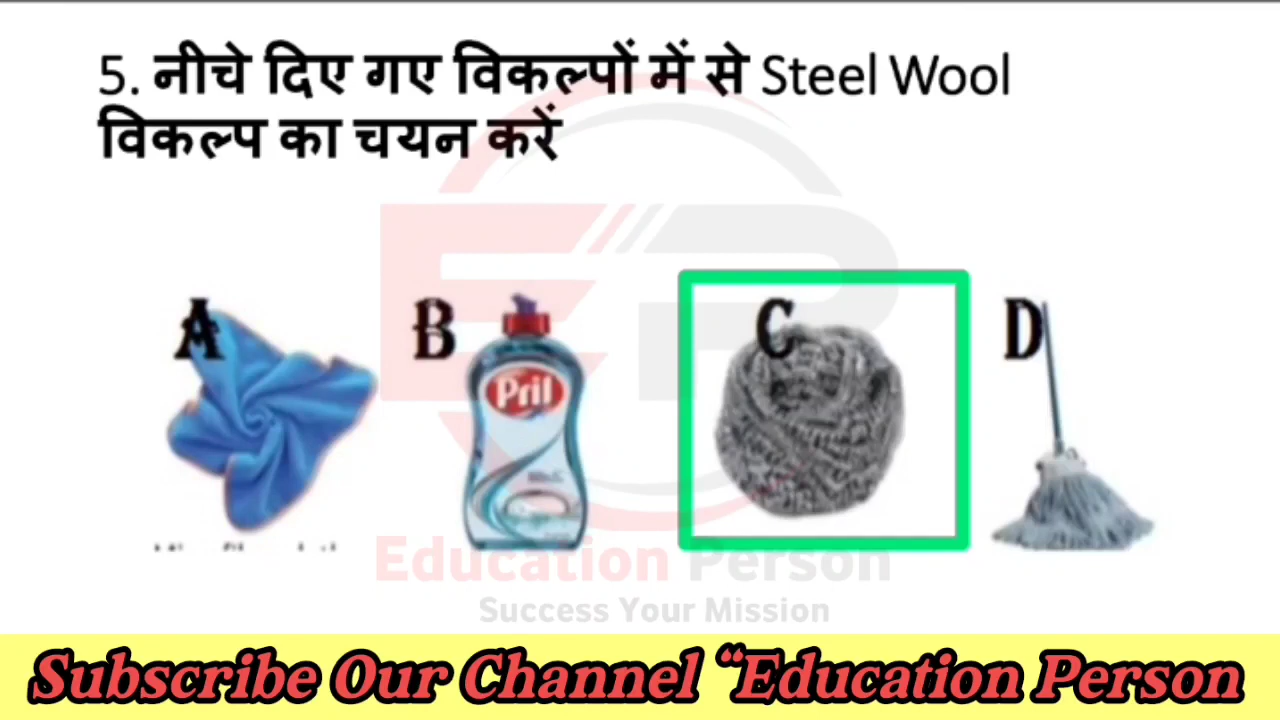 5. नीचे दिए गए विकल्पों में से Steel Wool
विकल्प का चयन करें
A B C D
Pril
Education Person
Success Your Mission
Subscribe Our Channel “Education Person